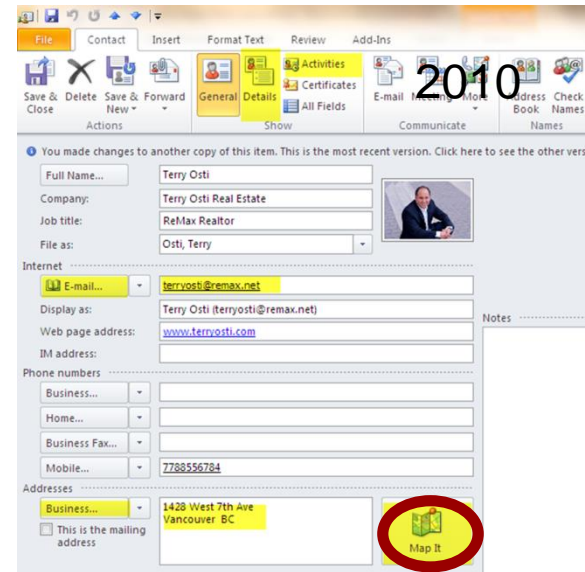 File Contact Insert Format Text Review Add-Ins
2010
Save & Close Delete Save & New Forward General Details Activities Certificates All Fields E-mail Meeting More Address Book Check Names
Actions Show Communicate Names
You made changes to another copy of this item. This is the most recent version. Click here to see the other vers
Full Name... Terry Osti
Company: Terry Osti Real Estate
Job title: ReMax Realtor
File as: Osti, Terry
Internet
E-mail... terryosti@remax.net
Display as: Terry Osti (terryosti@remax.net)
Notes
Web page address: www.terryosti.com
IM address:
Phone numbers
Business...
Home...
Business Fax...
Mobile... 7788556784
Addresses
Business... 1428 West 7th Ave
Vancouver BC
This is the mailing
address
Map It